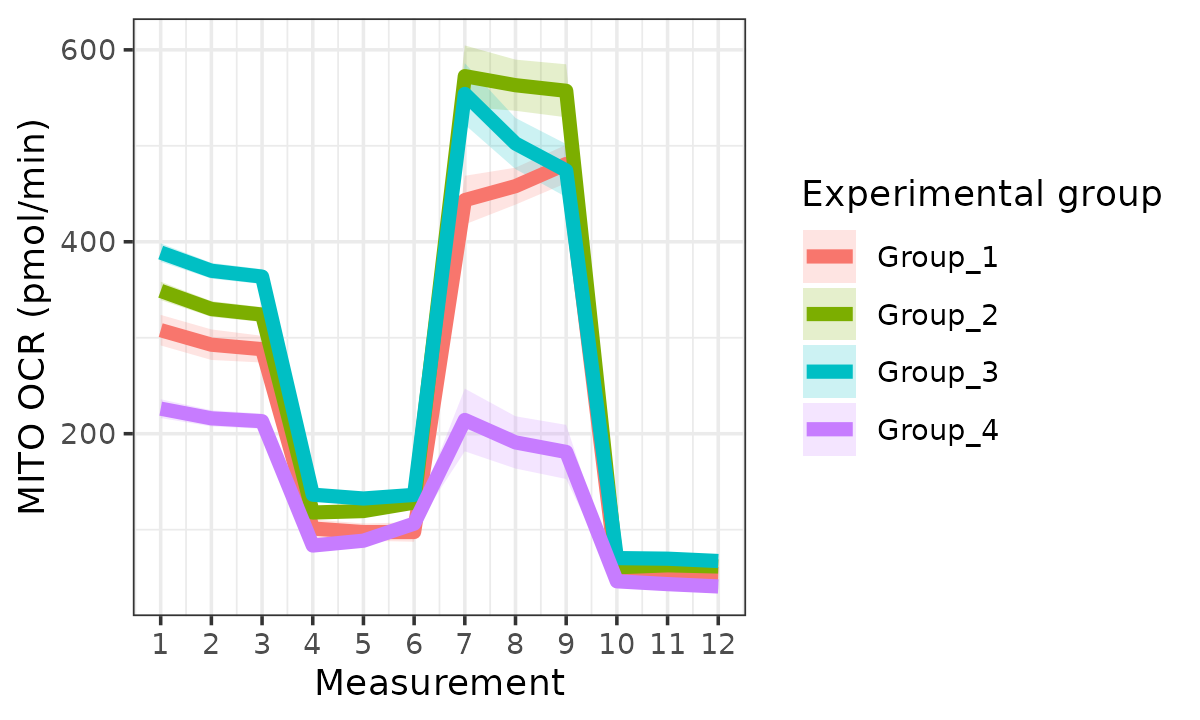 600
400
200
MITO OCR (pmol/min)
1 2 3 4 5 6 7 8 9 10 11 12
Measurement
Experimental group
Group_1
Group_2
Group_3
Group_4